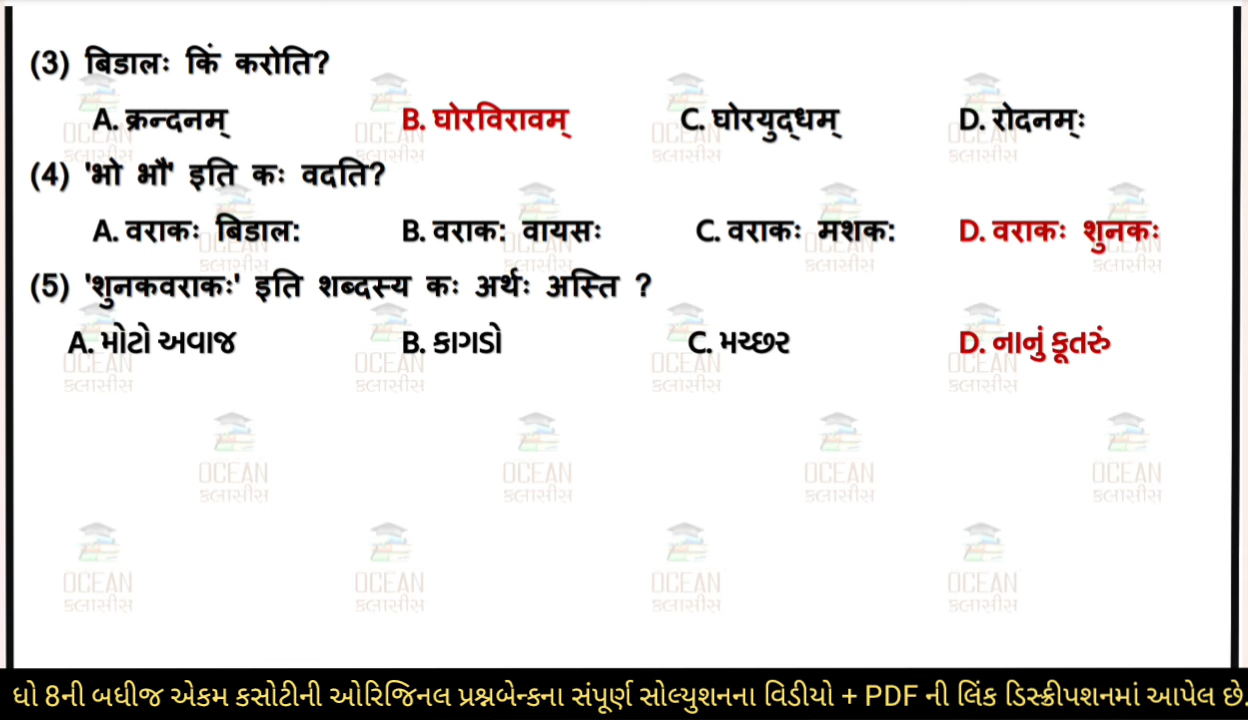 (3) बिडालः किं करोति?
A. क्रन्दनम् B. घोरविरावम् C. घोरयुद्धम् D. रोदनम्ः
(4) 'भो भौ' इति कः वदति?
A. वराकः बिडाल: B. वराक: वायसः C. वराकः मशक: D. वराकः शुनकः
(5) 'शुनकवराकः' इति शब्दस्य कः अर्थः अस्ति ?
A. મોટો અવાજ B. કાગડો C. મચ્છર D. નાનું કૂતરું
OCEAN
ક્લાસીસ
ધો 8ની બધીજ એકમ કસોટીની ઓરિજિનલ પ્રશ્નબેન્કના સંપૂર્ણ સોલ્યુશનના વિડીયો + PDF ની લિંક ડિસ્ક્રીપશનમાં આપેલ છે.